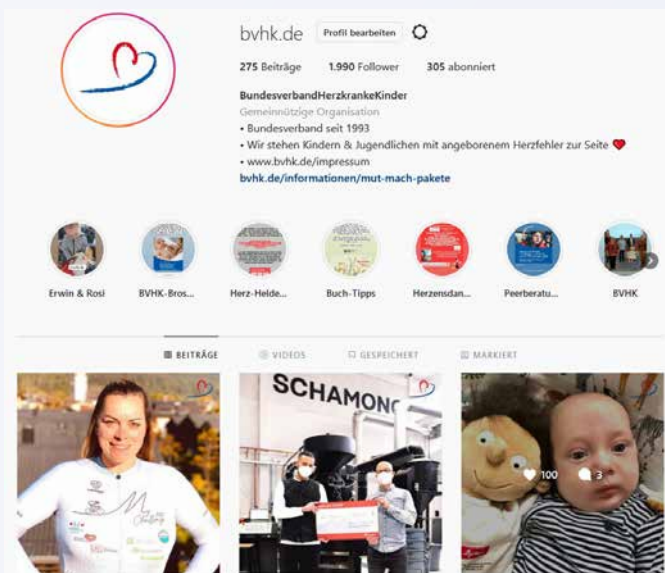 bvhk.de Profil bearbeiten
275 Beiträge 1.990 Follower 305 abonniert
BundesverbandHerzkrankeKinder
Gemeinnützige Organisation
• Bundesverband seit 1993
• Wir stehen Kindern & Jugendlichen mit angeborenem Herzfehler zur Seite ❤
• www.bvhk.de/impressum
bvhk.de/informationen/mut-mach-pakete
Erwin & Rosi BVHK-Bros... Herz-Helde... Buch-Tipps Herzensdan... Peerberatu... BVHK
BEITRÄGE VIDEOS GESPEICHERT MARKIERT
SCHAMONG
100 3